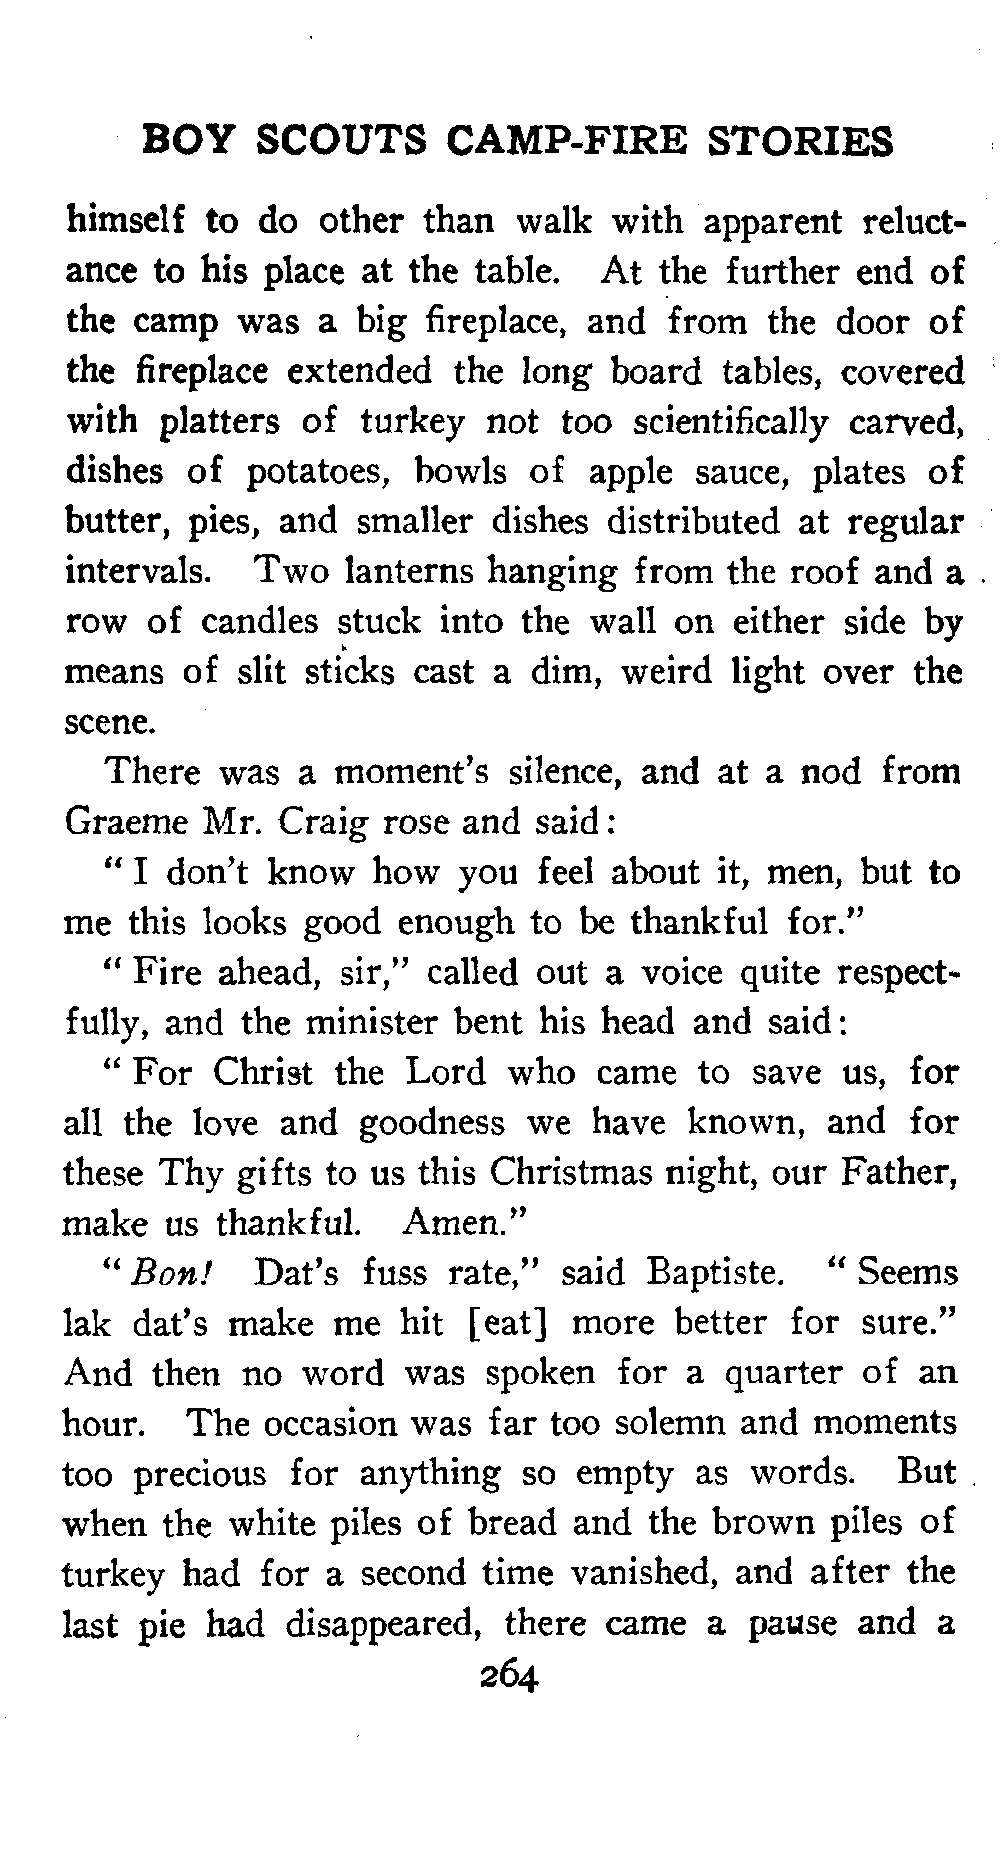 BOY SCOUTS CAMP-FIRE STORIES
himself to do other than walk with apparent reluct-
ance to his place at the table. At the further end of
the camp was a big fireplace, and from the door of
the fireplace extended the long board tables, covered
with platters of turkey not too scientifically carved,
dishes of potatoes, bowls of apple sauce, plates of
butter, pies, and smaller dishes distributed at regular
intervals. Two lanterns hanging from the roof and a
row of candles stuck into the wall on either side by
means of slit sticks cast a dim, weird light over the
scene.
There was a moment's silence, and at a nod from
Graeme Mr. Craig rose and said:
“ I don't know how you feel about it, men, but to
me this looks good enough to be thankful for.”
“ Fire ahead, sir,” called out a voice quite respect-
fully, and the minister bent his head and said:
“ For Christ the Lord who came to save us, for
all the love and goodness we have known, and for
these Thy gifts to us this Christmas night, our Father,
make us thankful. Amen.”
“ Bon! Dat's fuss rate,” said Baptiste. “ Seems
lak dat's make me hit [eat] more better for sure.”
And then no word was spoken for a quarter of an
hour. The occasion was far too solemn and moments
too precious for anything so empty as words. But
when the white piles of bread and the brown piles of
turkey had for a second time vanished, and after the
last pie had disappeared, there came a pause and a
264